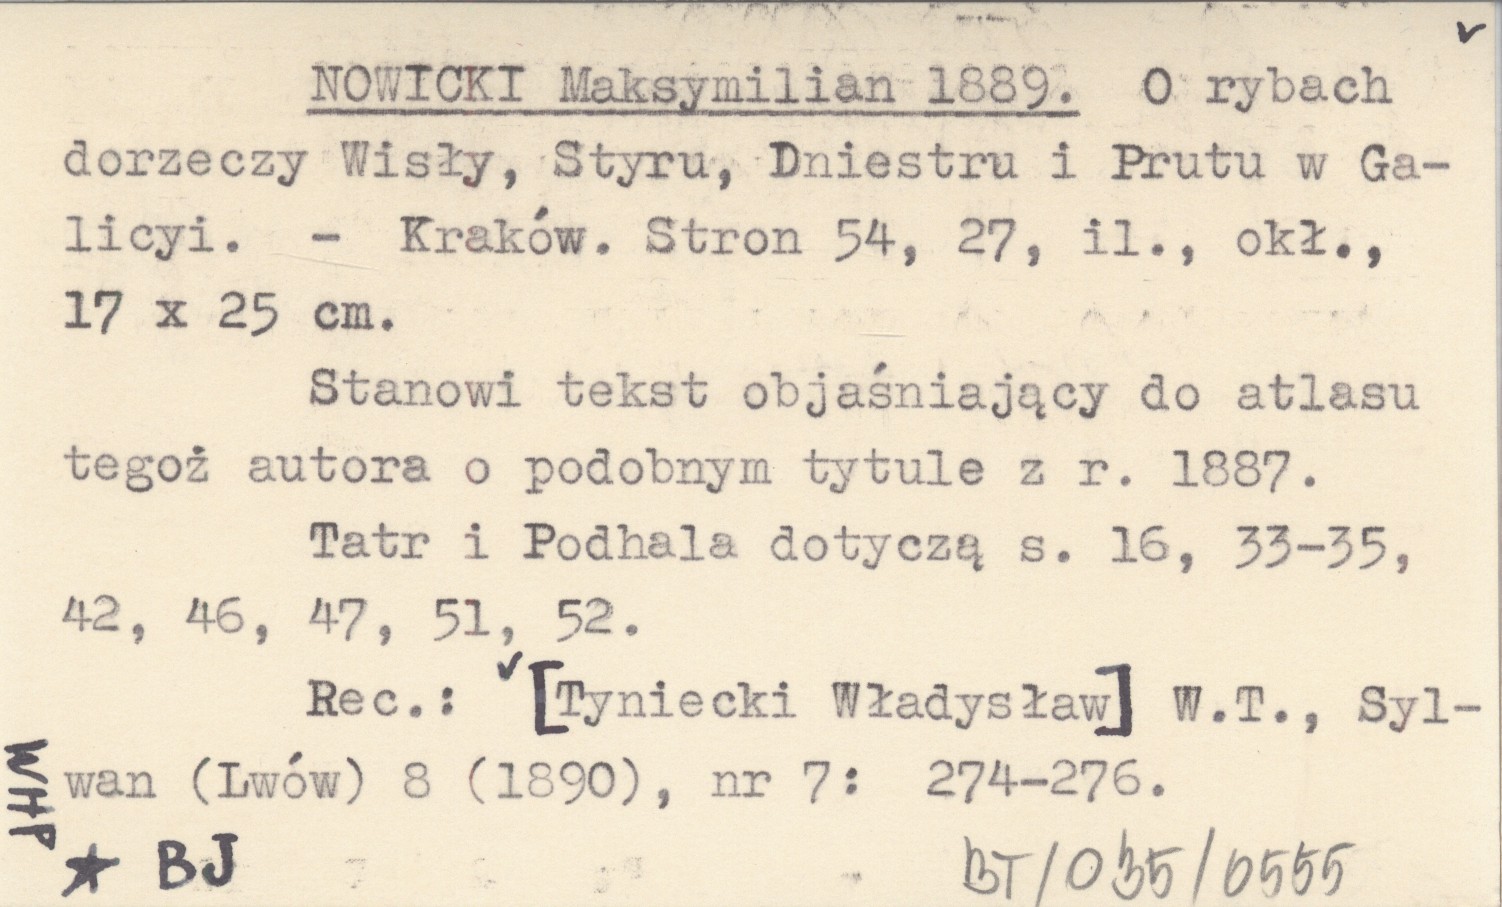 NOWICKI Maksymilian 1889. O rybach
dorzeczy Wisły, Styru, Dniestru i Prutu w Ga-
licyi. - Kraków. Stron 54, 27, il., okł.,
17 x 25 cm.
Stanowi tekst objaśniający do atlasu
tegoż autora o podobnym tytule z r. 1887.
Tatr i Podhala dotyczą s. 16, 33-35,
42, 46, 47, 51, 52.
Rec.: [Tyniecki Władysław] W.T., Syl-
wan (Lwów) 8 (1890), nr 7: 274-276.
WHP
BJ
BT/035/0555